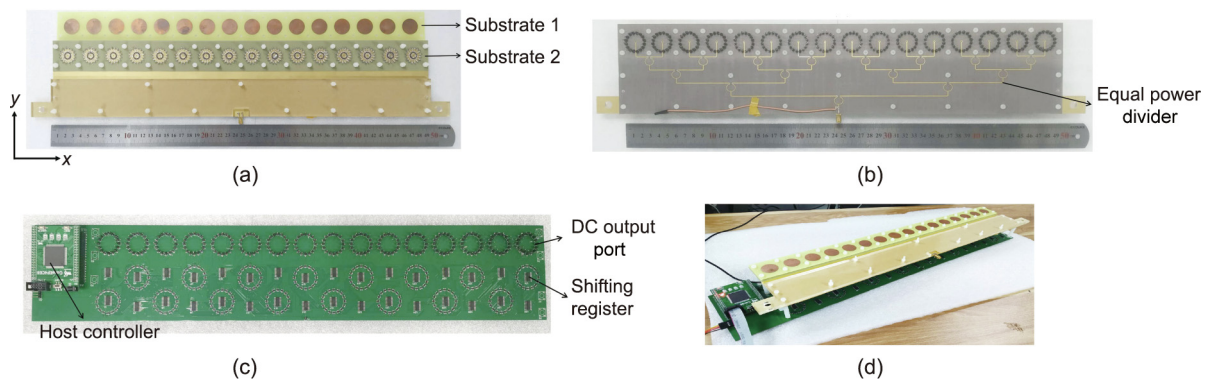 Substrate 1
Substrate 2
y
x
(a)
Equal power
divider
(b)
DC output
port
Shifting
register
Host controller
(c)
(d)